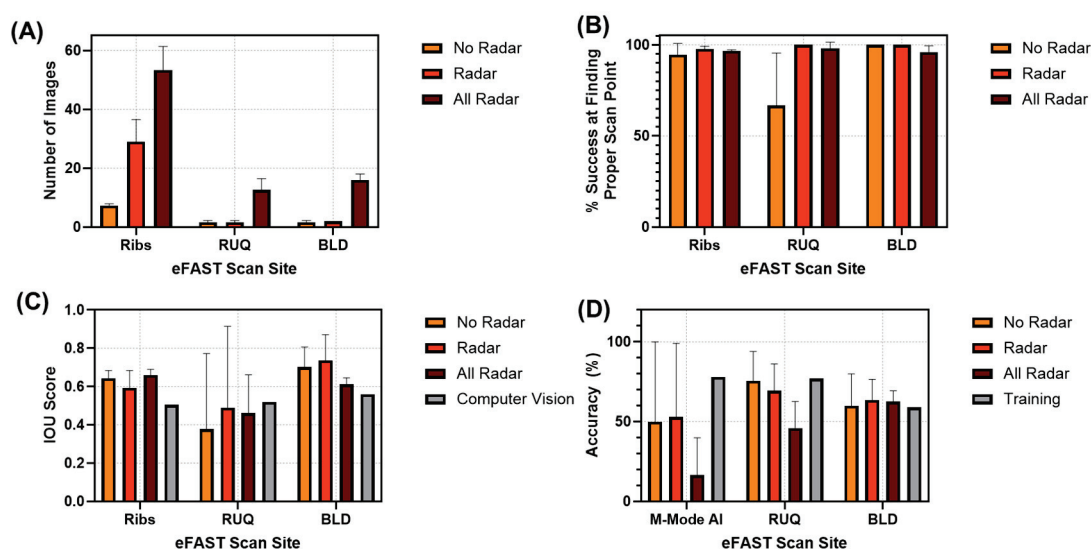 (A)
Number of Images
60
40
20
0
Ribs
RUQ
BLD
eFAST Scan Site
No Radar
Radar
All Radar
(B)
% Success at Finding
Proper Scan Point
100
50
0
Ribs
RUQ
BLD
eFAST Scan Site
No Radar
Radar
All Radar
(C)
IOU Score
1.0
0.8
0.6
0.4
0.2
0.0
Ribs
RUQ
BLD
eFAST Scan Site
No Radar
Radar
All Radar
Computer Vision
(D)
Accuracy (%)
100
50
0
M-Mode AI
RUQ
BLD
eFAST Scan Site
No Radar
Radar
All Radar
Training